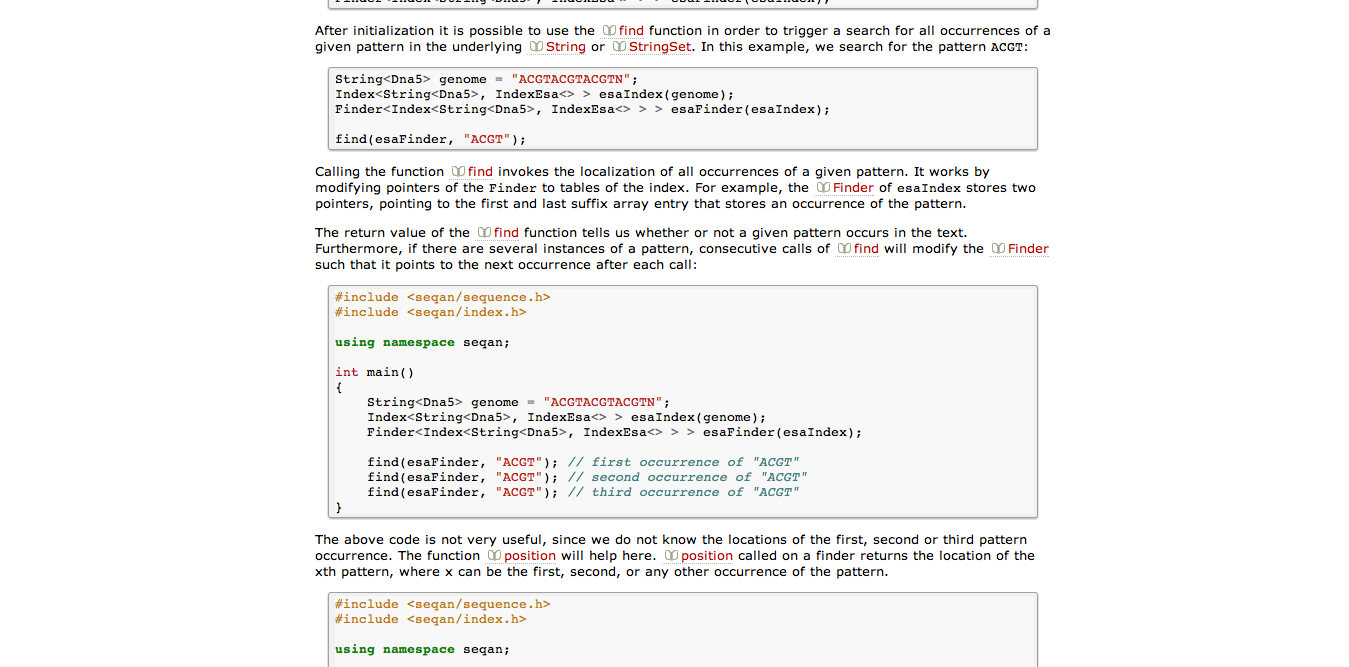 After initialization it is possible to use the find function in order to trigger a search for all occurrences of a
given pattern in the underlying String or StringSet. In this example, we search for the pattern ACGT:
String<Dna5> genome = "ACGTACGTACGTN";
Index<String<Dna5>, IndexEsa<> > esaIndex(genome);
Finder<Index<String<Dna5>, IndexEsa<> > > esaFinder(esaIndex);
find(esaFinder, "ACGT");
Calling the function find invokes the localization of all occurrences of a given pattern. It works by
modifying pointers of the Finder to tables of the index. For example, the Finder of esaIndex stores two
pointers, pointing to the first and last suffix array entry that stores an occurrence of the pattern.
The return value of the find function tells us whether or not a given pattern occurs in the text.
Furthermore, if there are several instances of a pattern, consecutive calls of find will modify the Finder
such that it points to the next occurrence after each call:
#include <seqan/sequence.h>
#include <seqan/index.h>
using namespace seqan;
int main()
{
    String<Dna5> genome = "ACGTACGTACGTN";
    Index<String<Dna5>, IndexEsa<> > esaIndex(genome);
    Finder<Index<String<Dna5>, IndexEsa<> > > esaFinder(esaIndex);
    find(esaFinder, "ACGT"); // first occurrence of "ACGT"
    find(esaFinder, "ACGT"); // second occurrence of "ACGT"
    find(esaFinder, "ACGT"); // third occurrence of "ACGT"
}
The above code is not very useful, since we do not know the locations of the first, second or third pattern
occurrence. The function position will help here. position called on a finder returns the location of the
xth pattern, where x can be the first, second, or any other occurrence of the pattern.
#include <seqan/sequence.h>
#include <seqan/index.h>
using namespace seqan;